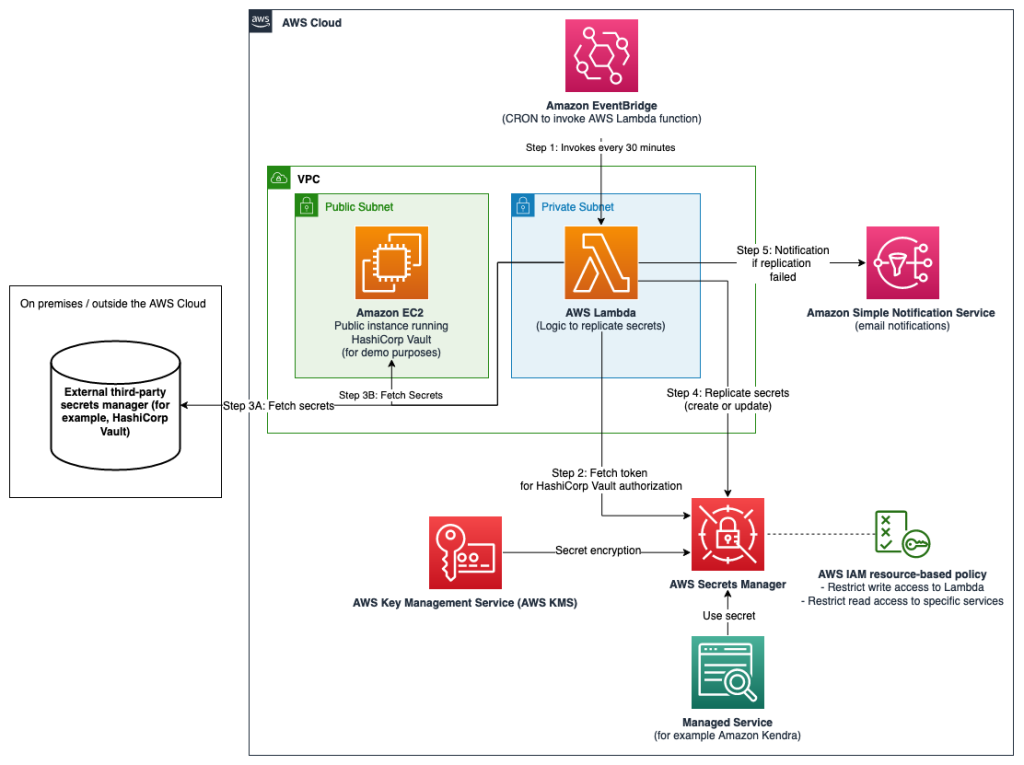 aws
AWS Cloud
Amazon EventBridge
(CRON to invoke AWS Lambda function)
Step 1: Invokes every 30 minutes
VPC
Public Subnet
Private Subnet
Amazon EC2
Public instance running
HashiCorp Vault
(for demo purposes)
AWS Lambda
(Logic to replicate secrets)
Step 5: Notification
if replication
failed
Amazon Simple Notification Service
(email notifications)
On premises / outside the AWS Cloud
External third-party
secrets manager (for
example, HashiCorp
Vault)
Step 3A: Fetch secrets
Step 3B: Fetch Secrets
Step 4: Replicate secrets
(create or update)
Step 2: Fetch token
for HashiCorp Vault authorization
Secret encryption
AWS Key Management Service (AWS KMS)
AWS Secrets Manager
AWS IAM resource-based policy
- Restrict write access to Lambda
- Restrict read access to specific services
Use secret
Managed Service
(for example Amazon Kendra)